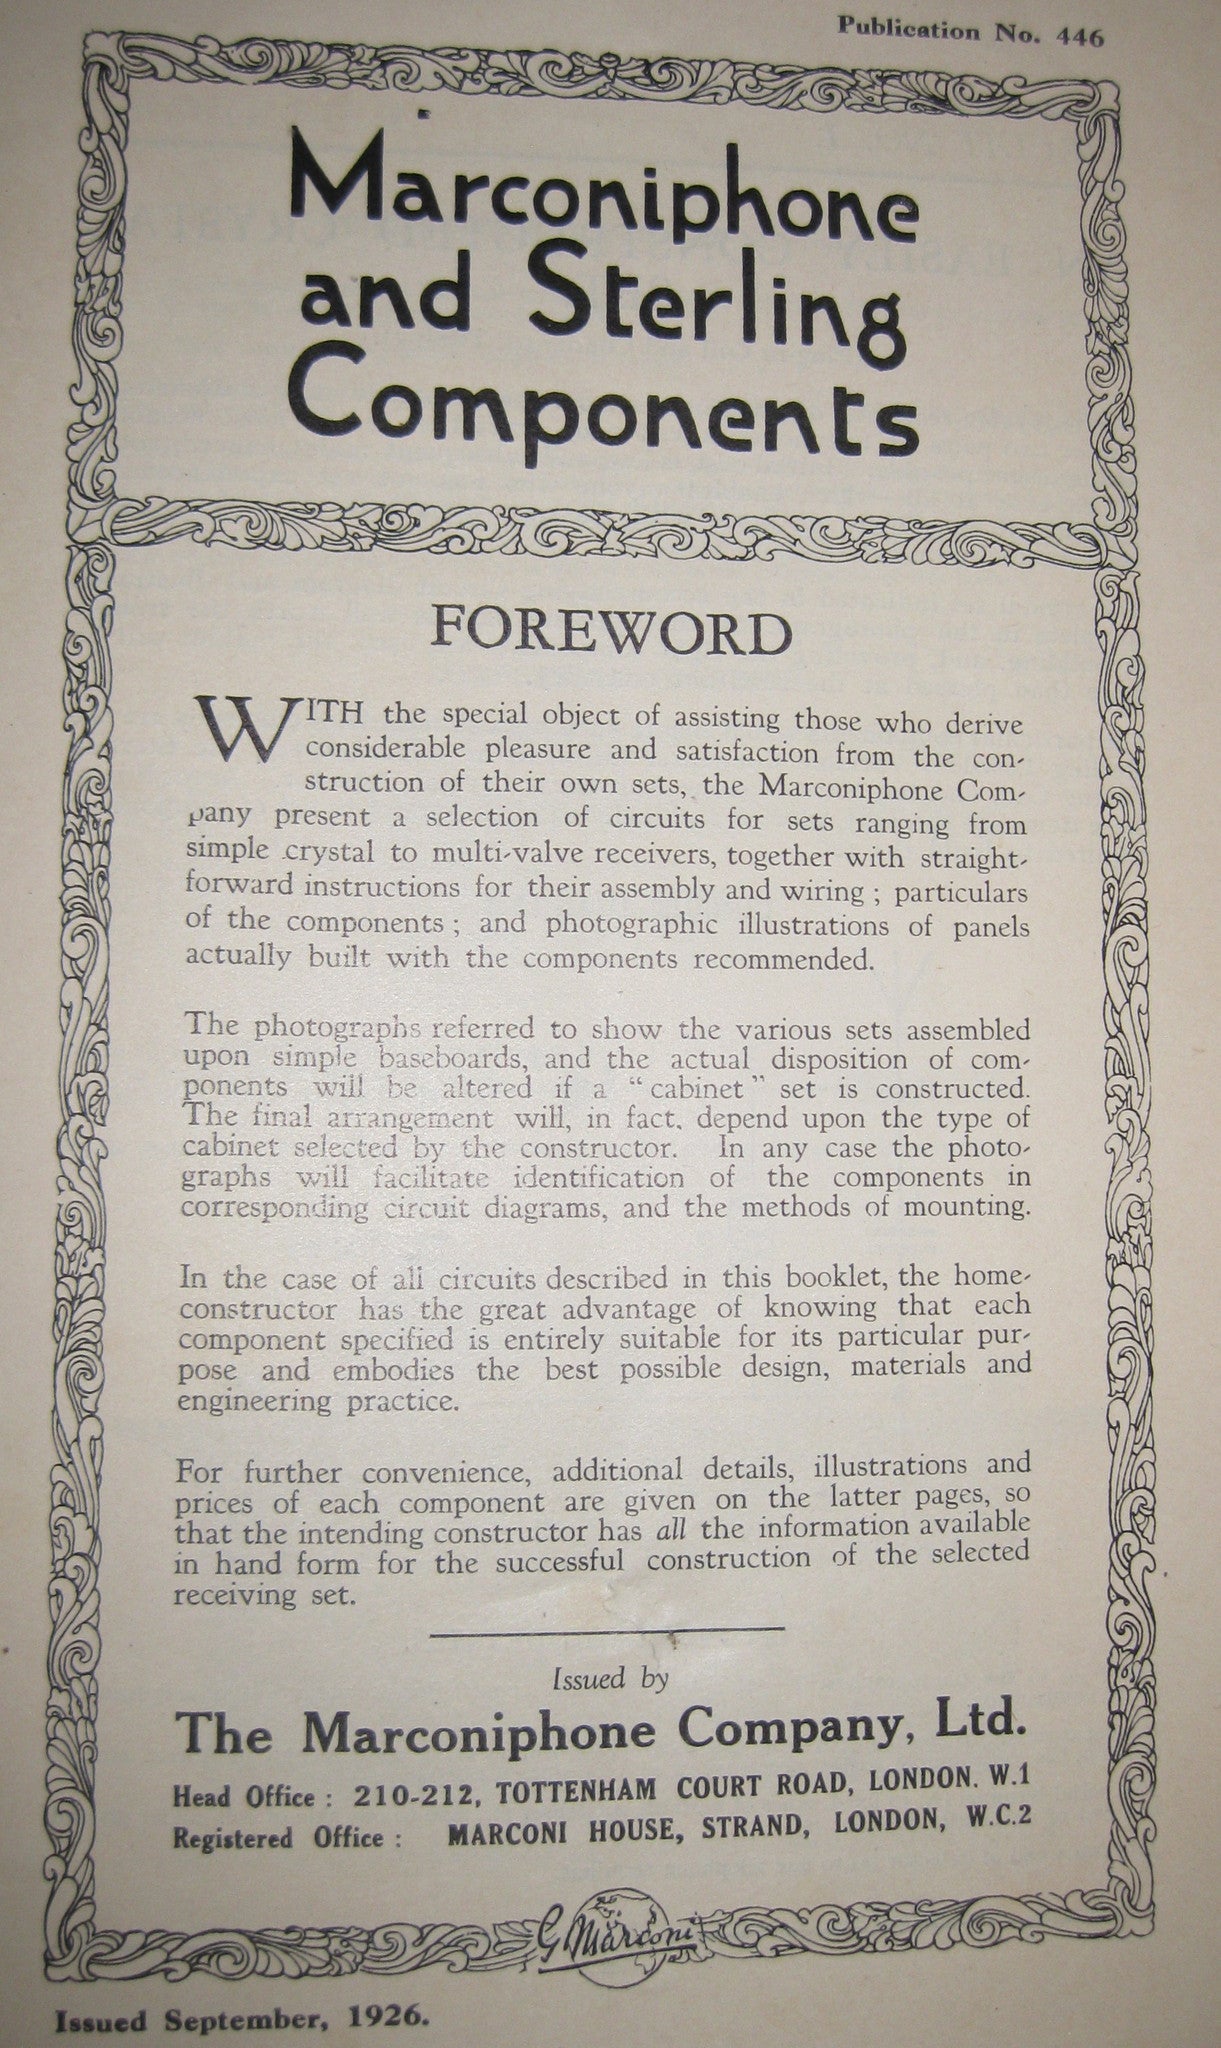 Publication No. 446
Marconiphone
and Sterling
Components
FOREWORD
WITH the special object of assisting those who derive
considerable pleasure and satisfaction from the con-
struction of their own sets, the Marconiphone Com-
pany present a selection of circuits for sets ranging from
simple crystal to multi-valve receivers, together with straight-
forward instructions for their assembly and wiring ; particulars
of the components ; and photographic illustrations of panels
actually built with the components recommended.
The photographs referred to show the various sets assembled
upon simple baseboards, and the actual disposition of com-
ponents will be altered if a “cabinet” set is constructed.
The final arrangement will, in fact, depend upon the type of
cabinet selected by the constructor. In any case the photo-
graphs will facilitate identification of the components in
corresponding circuit diagrams, and the methods of mounting.
In the case of all circuits described in this booklet, the home-
constructor has the great advantage of knowing that each
component specified is entirely suitable for its particular pur-
pose and embodies the best possible design, materials and
engineering practice.
For further convenience, additional details, illustrations and
prices of each component are given on the latter pages, so
that the intending constructor has all the information available
in hand form for the successful construction of the selected
receiving set.
Issued by
The Marconiphone Company, Ltd.
Head Office : 210-212, TOTTENHAM COURT ROAD, LONDON. W.1
Registered Office : MARCONI HOUSE, STRAND, LONDON, W.C.2
G Marconi
Issued September, 1926.